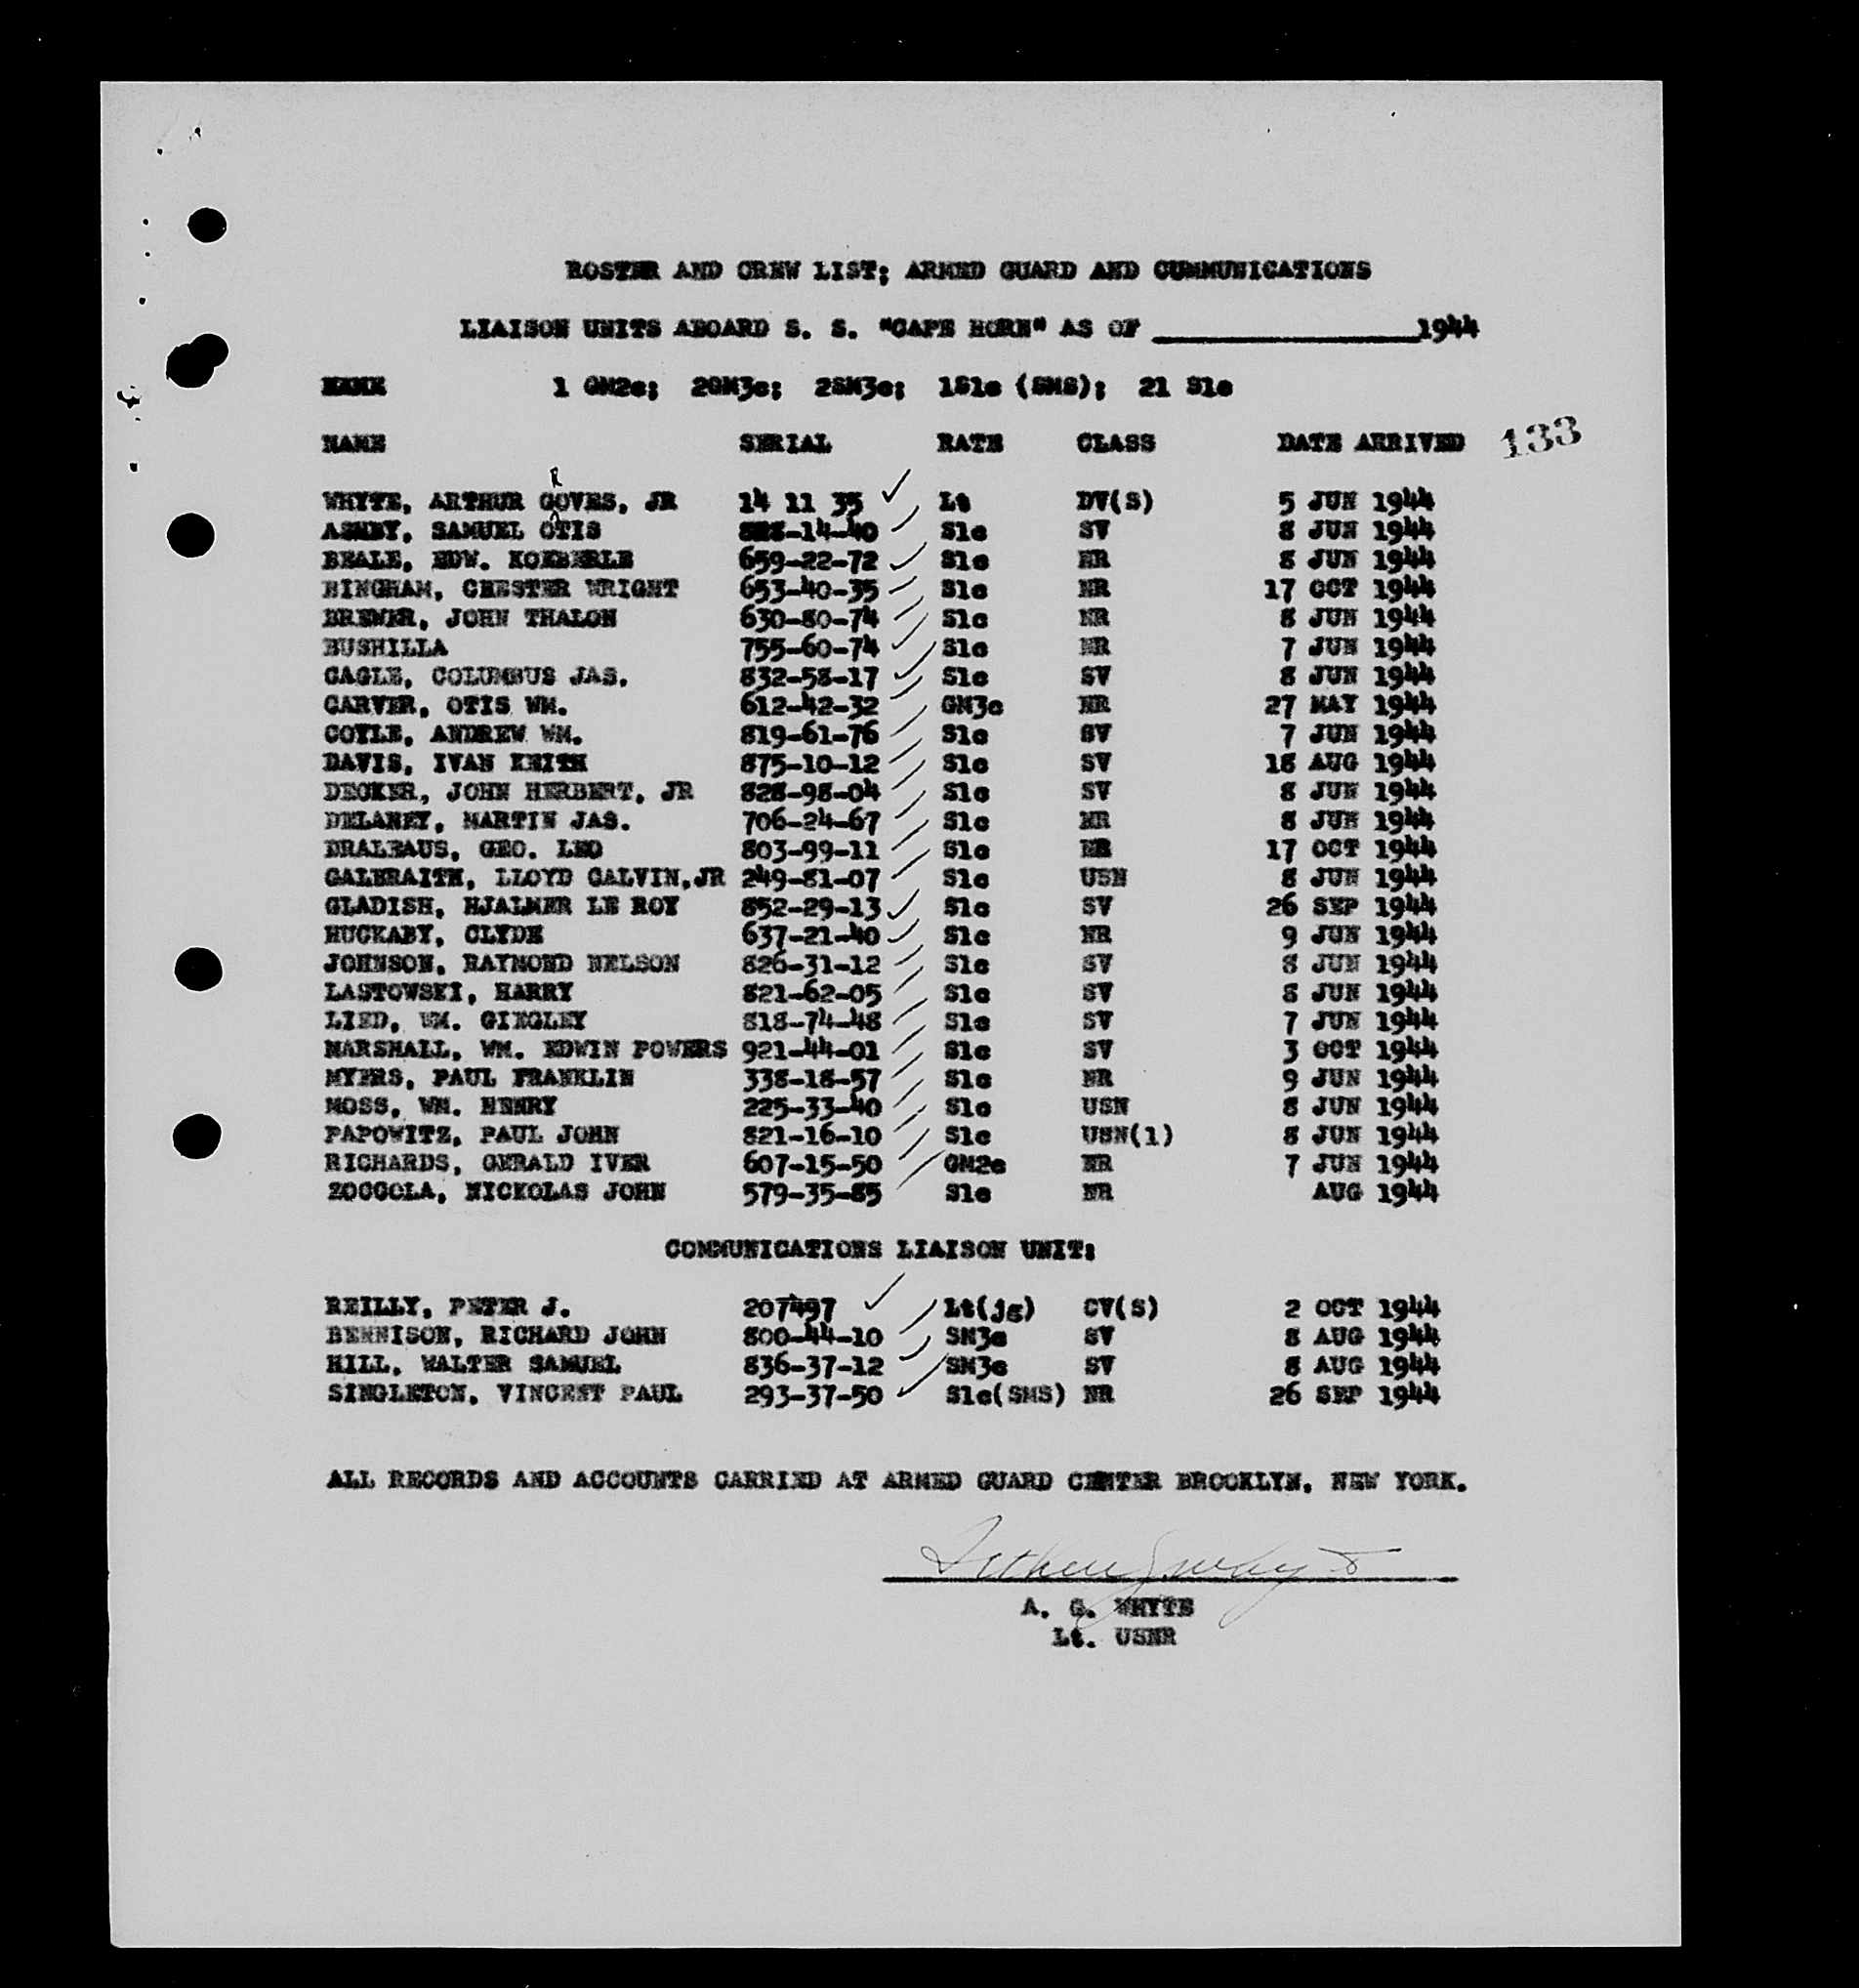 ROSTER AND CREW LIST; ARMED GUARD AND CUMMUNICATIONS
LIAISON UNITS ABOARD S. S. "CAPE HORN" AS OF ____________________1944
NAME 1 GM2c; 2GM3c; 2SM3c; 1S1c (SMS); 21 S1c
NAME SERIAL RATE CLASS DATE ARRIVED 133
R
WHYTE, ARTHUR GOVES, JR 14 11 35 ✓ Lt DV(S) 5 JUN 1944
ASHBY, SAMUEL OTIS -14-40 S1c SV 8 JUN 1944
BEALE, EDW. KOEBERLE 659-22-72 S1c NR 8 JUN 1944
BINGHAM, CHESTER WRIGHT 653-40-35 S1c NR 17 OCT 1944
BREWER, JOHN THALON 630-80-74 S1c NR 8 JUN 1944
BUSHILLA 755-60-74 S1c NR 7 JUN 1944
CAGLE, COLUMBUS JAS. 832-58-17 S1c SV 8 JUN 1944
CARVER, OTIS WM. 612-42-32 GM3c NR 27 MAY 1944
COYLE, ANDREW WM. 819-61-76 S1c SV 7 JUN 1944
DAVIS, IVAN KEITH 875-10-12 S1c SV 18 AUG 1944
DECKER, JOHN HERBERT, JR 828-98-04 S1c SV 8 JUN 1944
DELANEY, MARTIN JAS. 706-24-67 S1c NR 8 JUN 1944
DRALEAUS, GEO. LEO 803-99-11 S1c NR 17 OCT 1944
GALBRAITH, LLOYD CALVIN,JR 249-81-07 S1c USN 8 JUN 1944
GLADISH, HJALMER LE ROY 852-29-13 S1c SV 26 SEP 1944
HUCKABY, CLYDE 637-21-40 S1c NR 9 JUN 1944
JOHNSON, RAYMOND NELSON 826-31-12 S1c SV 8 JUN 1944
LASTOWSKI, HARRY 821-62-05 S1c SV 8 JUN 1944
LIED, WM. GINGLEY 818-74-48 S1c SV 7 JUN 1944
MARSHALL, WM. EDWIN POWERS 921-44-01 S1c SV 3 OCT 1944
MYERS, PAUL FRANKLIN 338-18-57 S1c NR 9 JUN 1944
MOSS, WM. HENRY 225-33-40 S1c USN 8 JUN 1944
PAPOWITZ, PAUL JOHN 821-16-10 S1c USN(1) 8 JUN 1944
RICHARDS, GERALD IVER 607-15-50 GM2c NR 7 JUN 1944
ZOCCOLA, NICKOLAS JOHN 579-35-85 S1c NR AUG 1944
COMMUNICATIONS LIAISON UNIT:
REILLY, PETER J. 207497 ✓ Lt(jg) CV(S) 2 OCT 1944
BENNISON, RICHARD JOHN 800-44-10 SM3c SV 8 AUG 1944
HILL, WALTER SAMUEL 836-37-12 SM3c SV 8 AUG 1944
SINGLETON, VINCENT PAUL 293-37-50 S1c(SMS) NR 26 SEP 1944
ALL RECORDS AND ACCOUNTS CARRIED AT ARMED GUARD CENTER BROOKLYN, NEW YORK.
Arthur G Whyte
A. G. WHYTE
Lt. USNR